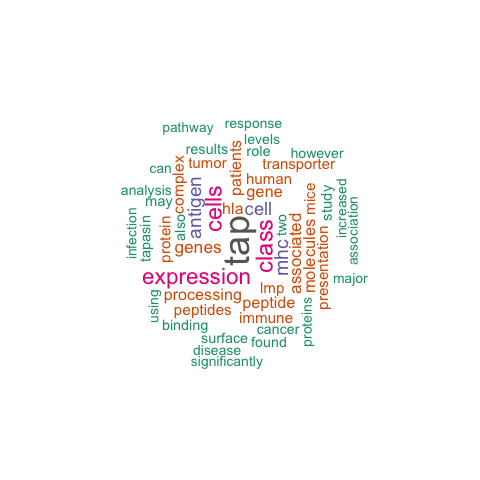 response
pathway
levels
results
role
however
can
tumor
patients
transporter
complex
human
analysis
antigen
cells
gene
mice
increased
may
study
hla
cell
association
also
two
infection
tapasin
protein
genes
tap
class
mhc
associated
molecules
presentation
expression
major
lmp
using
processing
peptide
peptides
immune
proteins
binding
cancer
surface
found
disease
significantly